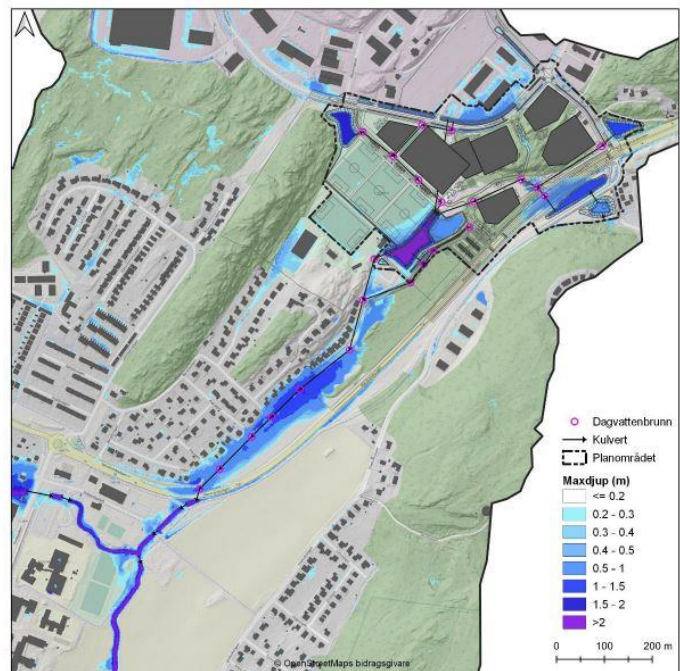 Dagvattenbrunn
Kulvert
Planområdet
Maxdjup (m)
<= 0.2
0.2 - 0.3
0.3 - 0.4
0.4 - 0.5
0.5 - 1
1 - 1.5
1.5 - 2
>2
0 100 200 m
© OpenStreetMaps bidragsgivare